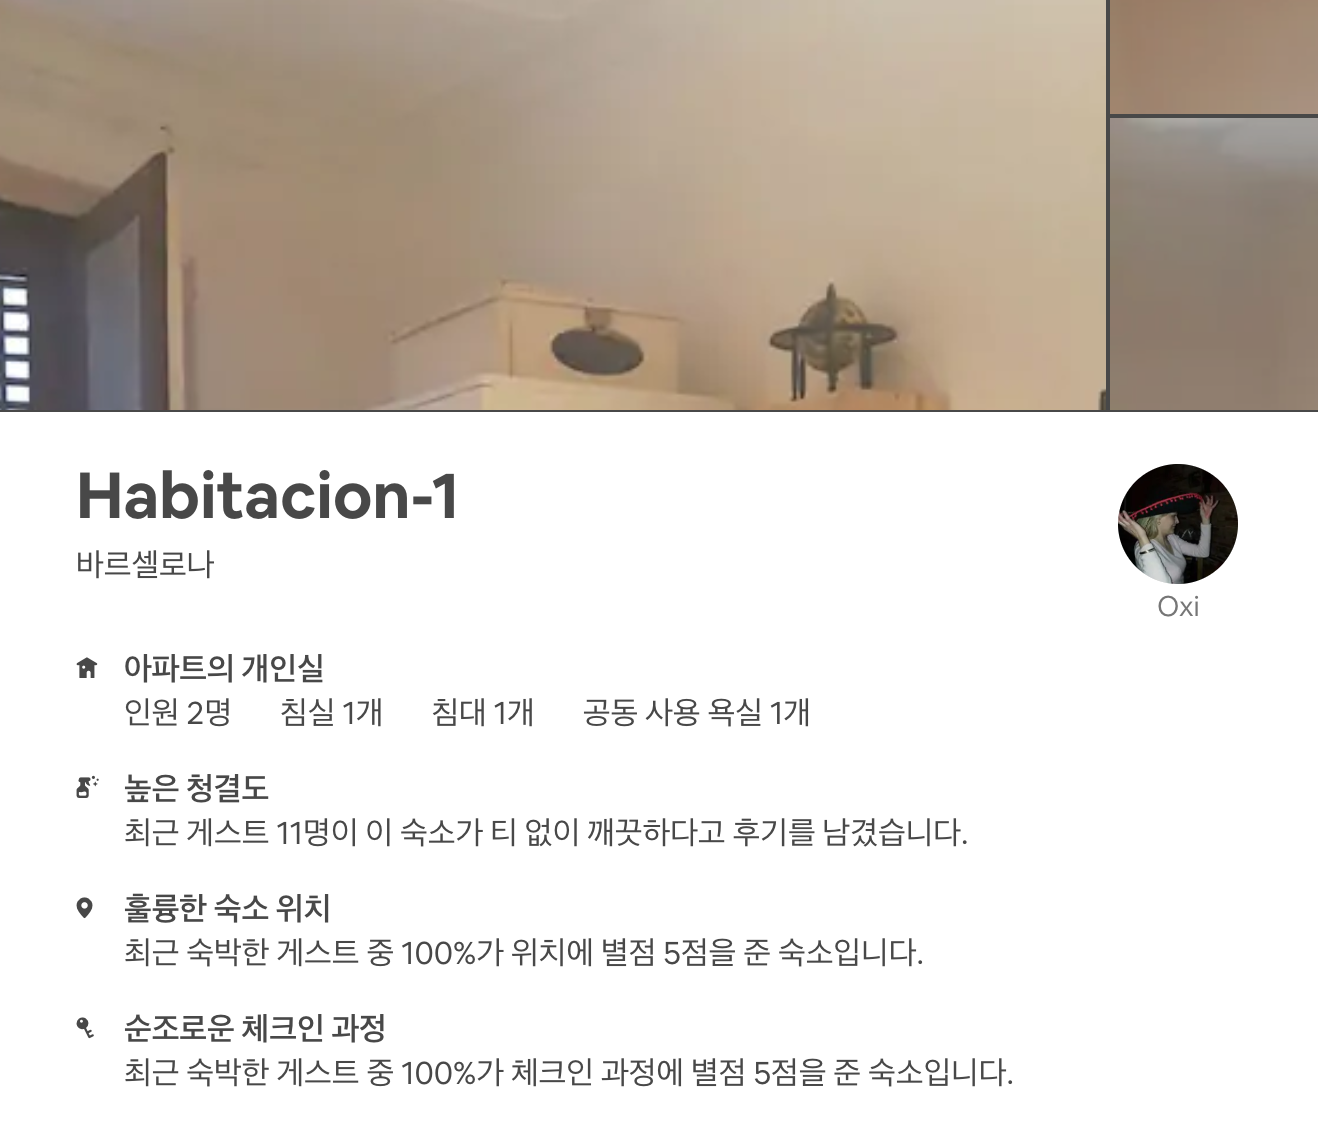 Habitacion-1
바르셀로나
Oxi
아파트의 개인실
인원 2명 침실 1개 침대 1개 공동 사용 욕실 1개
높은 청결도
최근 게스트 11명이 이 숙소가 티 없이 깨끗하다고 후기를 남겼습니다.
훌륭한 숙소 위치
최근 숙박한 게스트 중 100%가 위치에 별점 5점을 준 숙소입니다.
순조로운 체크인 과정
최근 숙박한 게스트 중 100%가 체크인 과정에 별점 5점을 준 숙소입니다.